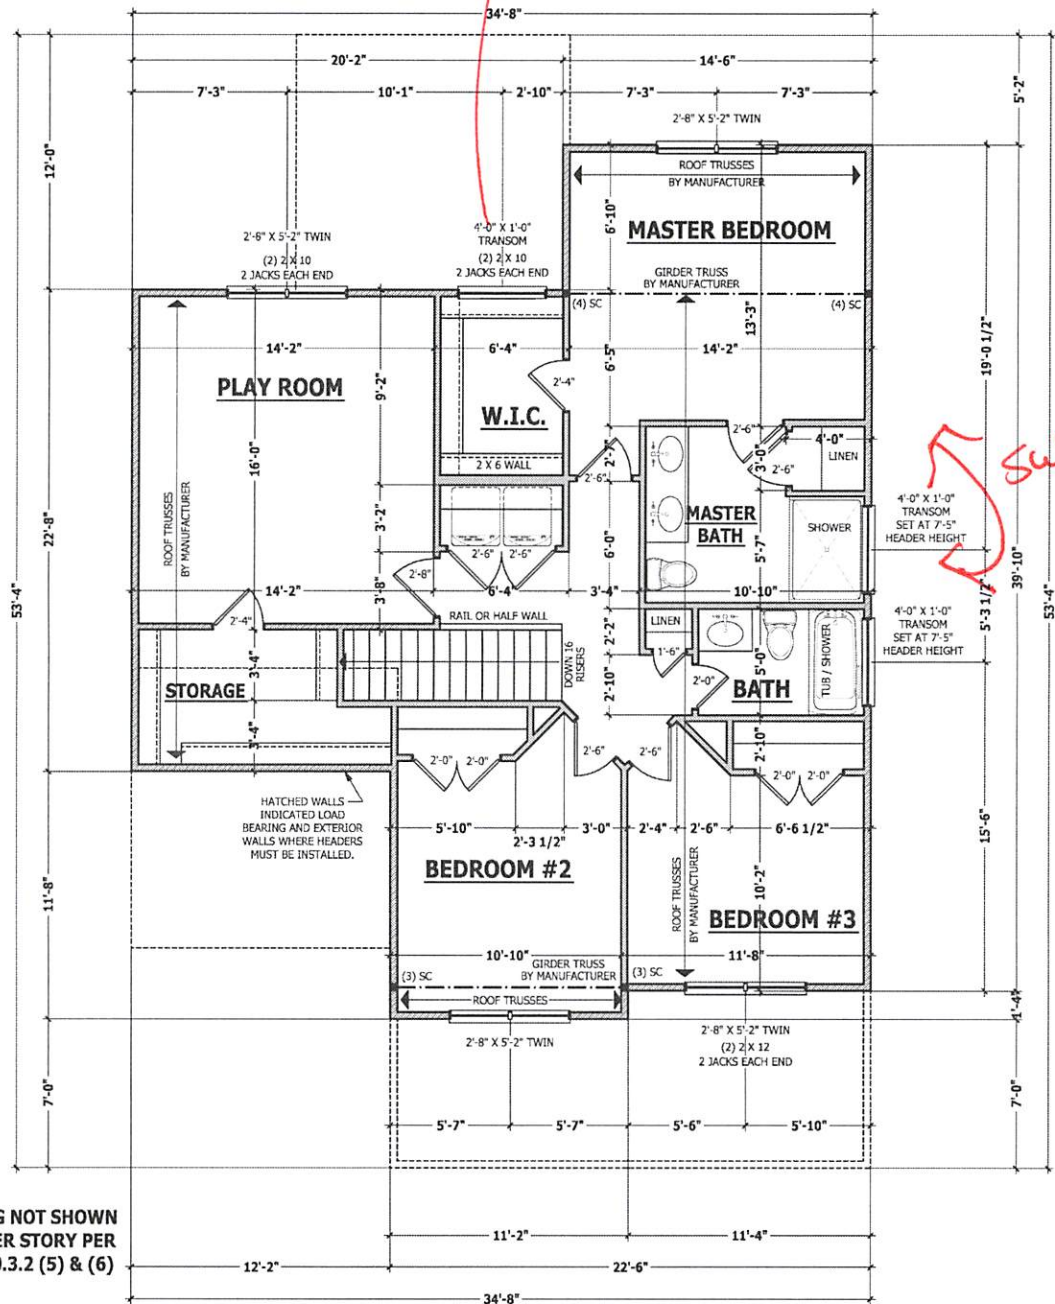 34'-8"
20'-2"
14'-6"
7'-3"
10'-1"
2'-10"
7'-3"
7'-3"
5'-2"
2'-8" X 5'-2" TWIN
12'-0"
ROOF TRUSSES
BY MANUFACTURER
6'-10"
MASTER BEDROOM
4'-0" X 1'-0"
TRANSOM
(2) 2 X 10
2 JACKS EACH END
2'-6" X 5'-2" TWIN
(2) 2 X 10
2 JACKS EACH END
GIRDER TRUSS
BY MANUFACTURER
(4) SC
(4) SC
13'-3"
19'-0 1/2"
14'-2"
6'-4"
6'-5"
14'-2"
9'-2"
PLAY ROOM
2'-4"
W.I.C.
2 X 6 WALL
16'-0"
ROOF TRUSSES
BY MANUFACTURER
22'-8"
53'-4"
2'-7"
2'-6"
2'-6"
3'-0"
2'-6"
4'-0"
LINEN
MASTER
BATH
SHOWER
4'-0" X 1'-0"
TRANSOM
SET AT 7'-5"
HEADER HEIGHT
3'-2"
2'-6"
2'-6"
6'-0"
5'-7"
39'-10"
53'-4"
2'-8"
3'-8"
14'-2"
6'-4"
3'-4"
10'-10"
5'-3 1/2"
2'-4"
RAIL OR HALF WALL
2'-2"
LINEN
1'-6"
4'-0" X 1'-0"
TRANSOM
SET AT 7'-5"
HEADER HEIGHT
3'-4"
STORAGE
DOWN 16
RISERS
2'-10"
2'-0"
5'-0"
BATH
TUB / SHOWER
3'-4"
2'-0"
2'-0"
2'-6"
2'-6"
2'-10"
2'-0"
2'-0"
HATCHED WALLS
INDICATED LOAD
BEARING AND EXTERIOR
WALLS WHERE HEADERS
MUST BE INSTALLED.
5'-10"
2'-3 1/2"
3'-0"
2'-4"
2'-6"
6'-6 1/2"
15'-6"
BEDROOM #2
ROOF TRUSSES
BY MANUFACTURER
10'-2"
BEDROOM #3
11'-8"
10'-10"
11'-8"
(3) SC
GIRDER TRUSS
BY MANUFACTURER
(3) SC
ROOF TRUSSES
1'-4"
2'-8" X 5'-2" TWIN
2'-8" X 5'-2" TWIN
(2) 2 X 12
2 JACKS EACH END
7'-0"
7'-0"
5'-7"
5'-7"
5'-6"
5'-10"
NOT SHOWN
STORY PER
.3.2 (5) & (6)
11'-2"
11'-4"
12'-2"
22'-6"
34'-8"